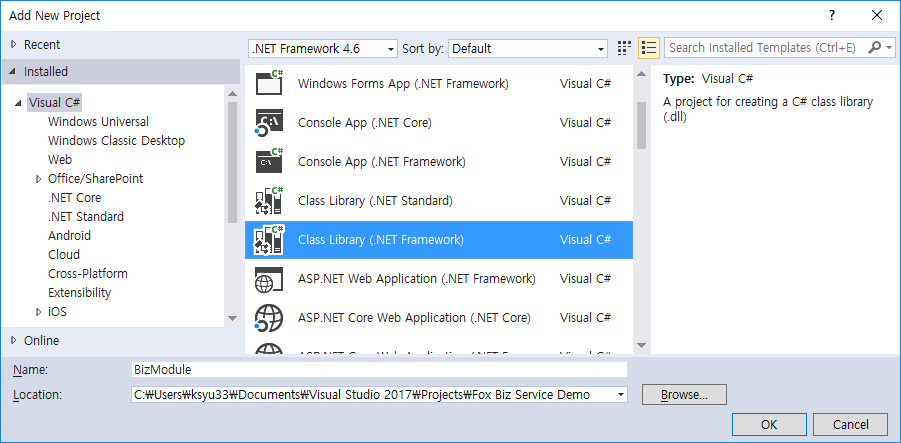 Add New Project
? ×
Recent
.NET Framework 4.6 Sort by: Default Search Installed Templates (Ctrl+E)
Installed
Visual C#
Windows Universal
Windows Classic Desktop
Web
Office/SharePoint
.NET Core
.NET Standard
Android
Cloud
Cross-Platform
Extensibility
iOS
Online
Windows Forms App (.NET Framework) Visual C#
Console App (.NET Core) Visual C#
Console App (.NET Framework) Visual C#
Class Library (.NET Standard) Visual C#
Class Library (.NET Framework) Visual C#
ASP.NET Web Application (.NET Framework) Visual C#
ASP.NET Core Web Application (.NET Core) Visual C#
ASP.NET Core Web Application (.NET Framework) Visual C#
Type: Visual C#
A project for creating a C# class library
(.dll)
Name: BizModule
Location: C:₩Users₩ksyu33₩Documents₩Visual Studio 2017₩Projects₩Fox Biz Service Demo Browse...
OK Cancel